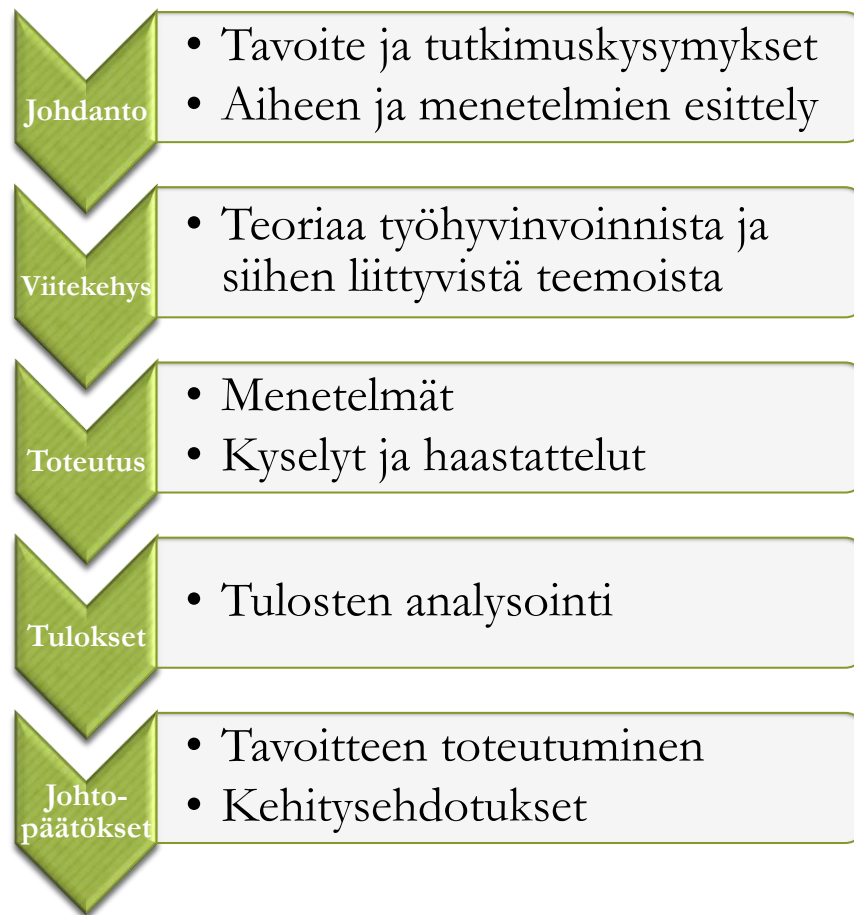 Johdanto
• Tavoite ja tutkimuskysymykset
• Aiheen ja menetelmien esittely
Viitekehys
• Teoriaa työhyvinvoinnista ja
siihen liittyvistä teemoista
Toteutus
• Menetelmät
• Kyselyt ja haastattelut
Tulokset
• Tulosten analysointi
Johto-
päätökset
• Tavoitteen toteutuminen
• Kehitysehdotukset